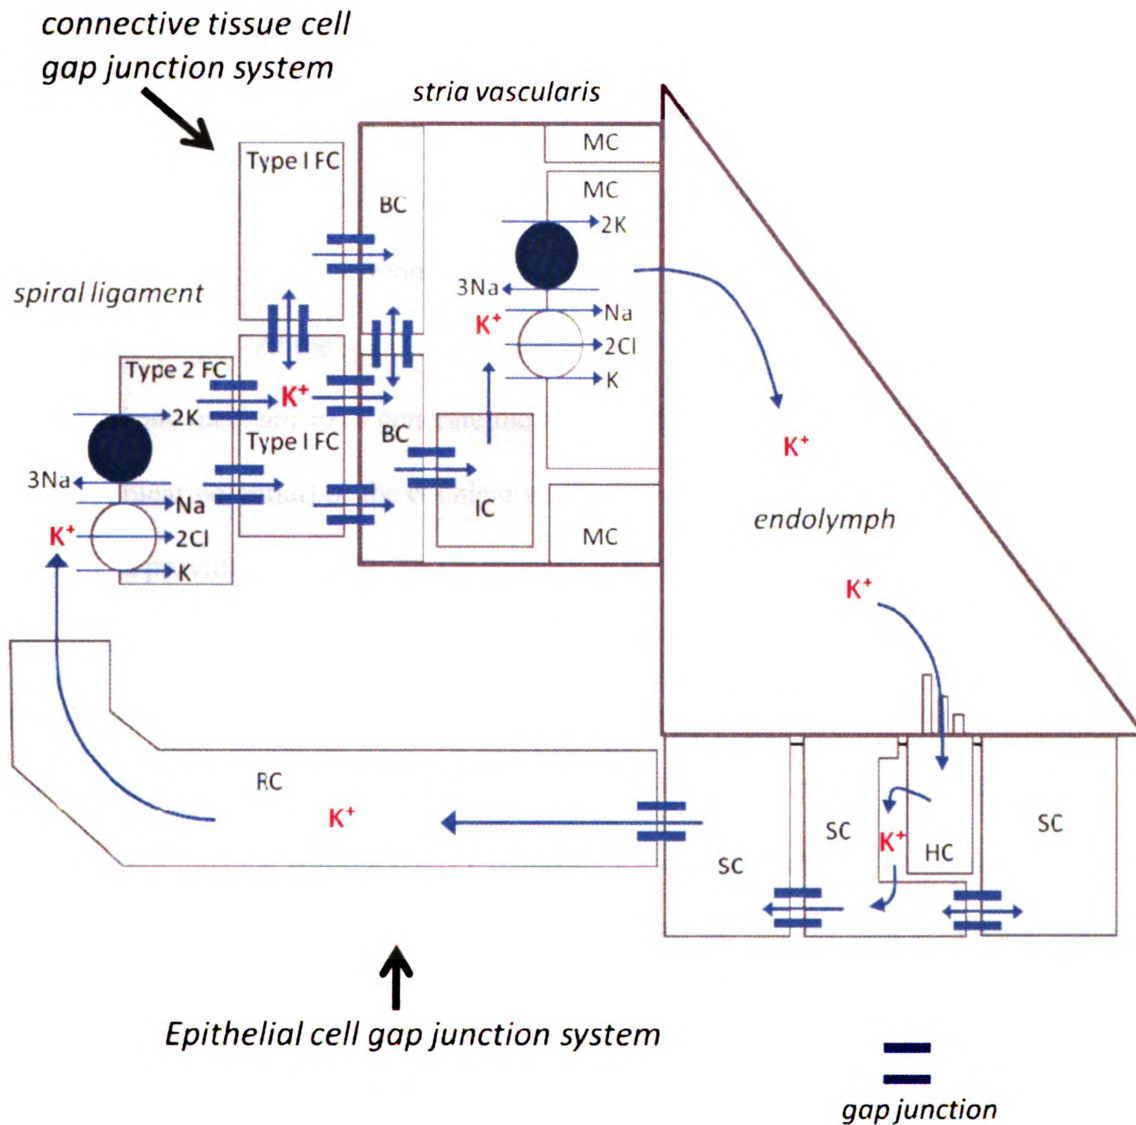 connective tissue cell
gap junction system
stria vascularis
Type I FC
MC
MC
BC
2K
spiral ligament
3Na
K⁺
Na
2Cl
K
Type 2 FC
2K
K⁺
Type I FC
BC
IC
MC
3Na
Na
K⁺
2Cl
K
K⁺
endolymph
K⁺
RC
K⁺
SC
SC
K⁺
HC
SC
Epithelial cell gap junction system
gap junction